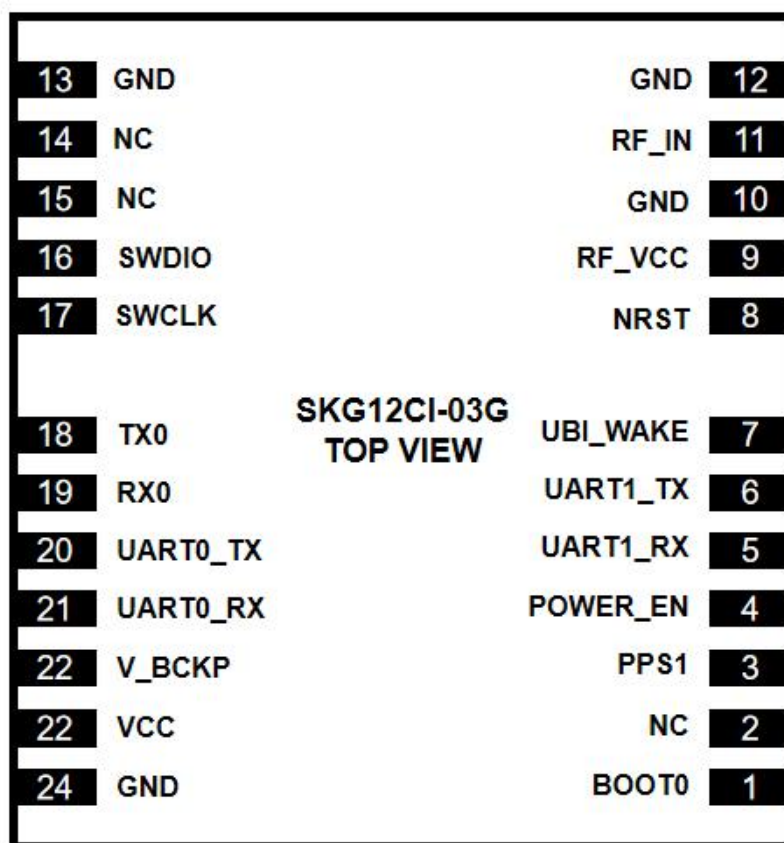 13 GND GND 12
14 NC RF_IN 11
15 NC GND 10
16 SWDIO RF_VCC 9
17 SWCLK NRST 8
SKG12CI-03G
TOP VIEW
18 TX0 UBI_WAKE 7
19 RX0 UART1_TX 6
20 UART0_TX UART1_RX 5
21 UART0_RX POWER_EN 4
22 V_BCKP PPS1 3
22 VCC NC 2
24 GND BOOT0 1